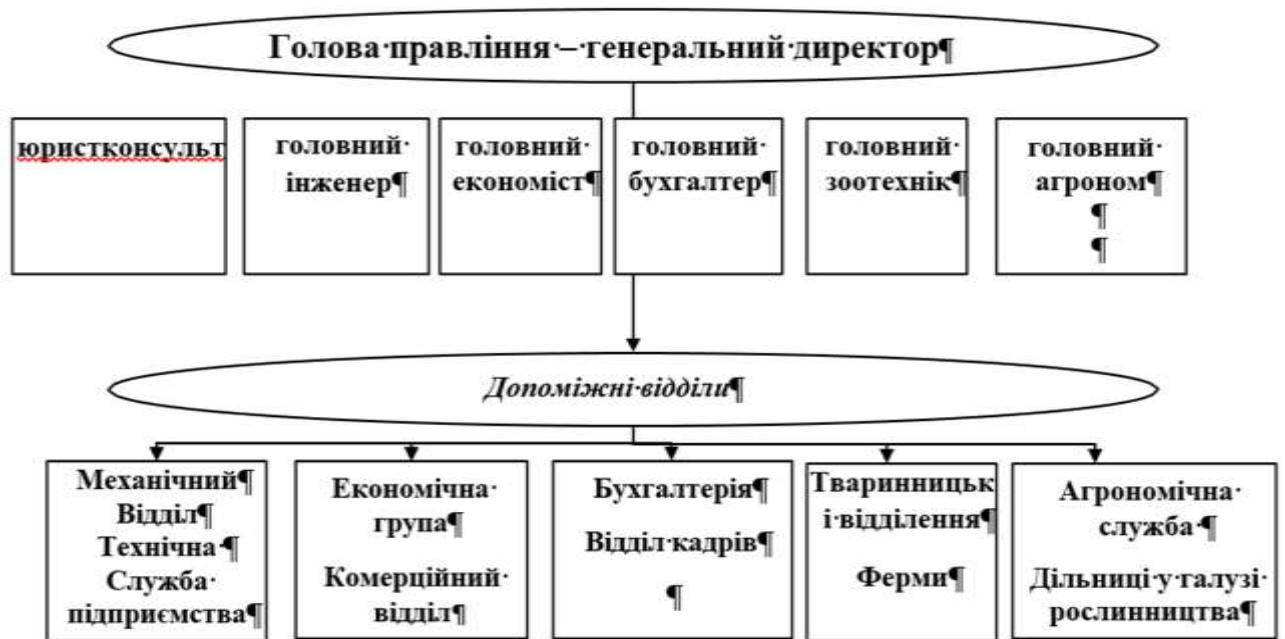 Голова·правління·–·генеральний·директор¶
юристконсульт
головний·
інженер¶
головний·
економіст¶
головний·
бухгалтер¶
головний·
зоотехнік¶
головний·
агроном¶
¶
¶
Допоміжні·відділи¶
Механічний¶
Відділ¶
Технічна·¶
Служба·
підприємства¶
Економічна·
група¶
Комерційний·
відділ¶
Бухгалтерія¶
Відділ·кадрів¶
¶
Тваринницьк
і·відділення¶
Ферми¶
Агрономічна·
служба¶
Дільниці·у·галузі·
рослинництва¶